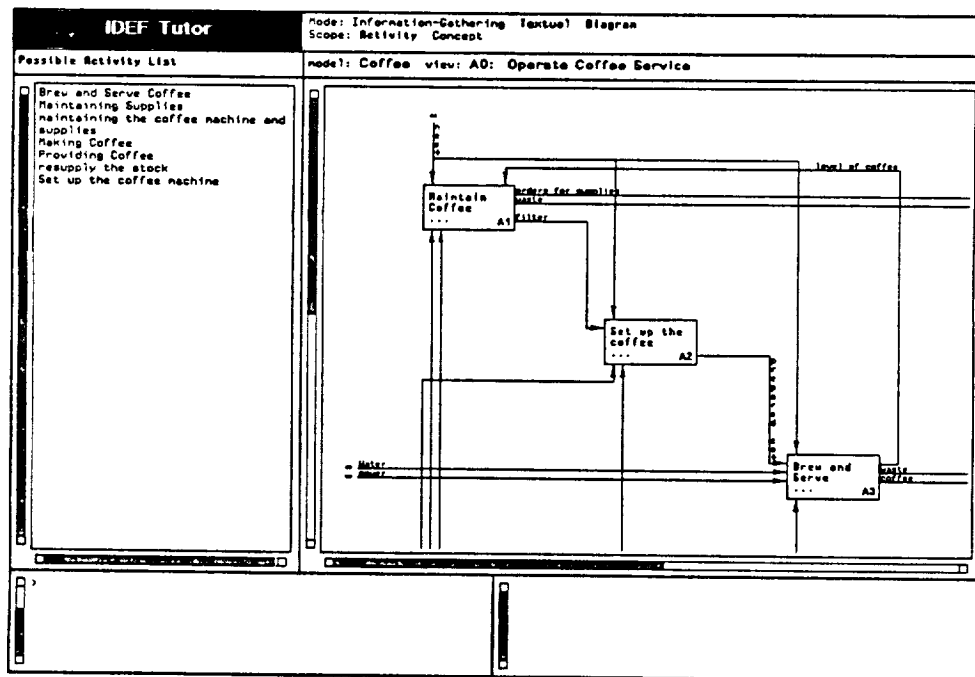 IDEF Tutor
Mode: Information-Gathering Textual Diagram
Scope: Activity Concept
Possible Activity List
model: Coffee view: A0: Operate Coffee Service
Brew and Serve Coffee
Maintaining Supplies
maintaining the coffee machine and
supplies
Making Coffee
Providing Coffee
resupply the stock
Set up the coffee machine
level of coffee
orders for supplies
waste
Maintain
Coffee
... A1
Filter
Set up the
coffee
... A2
Water
power
Brew and
Serve
... A3
waste
coffee
>